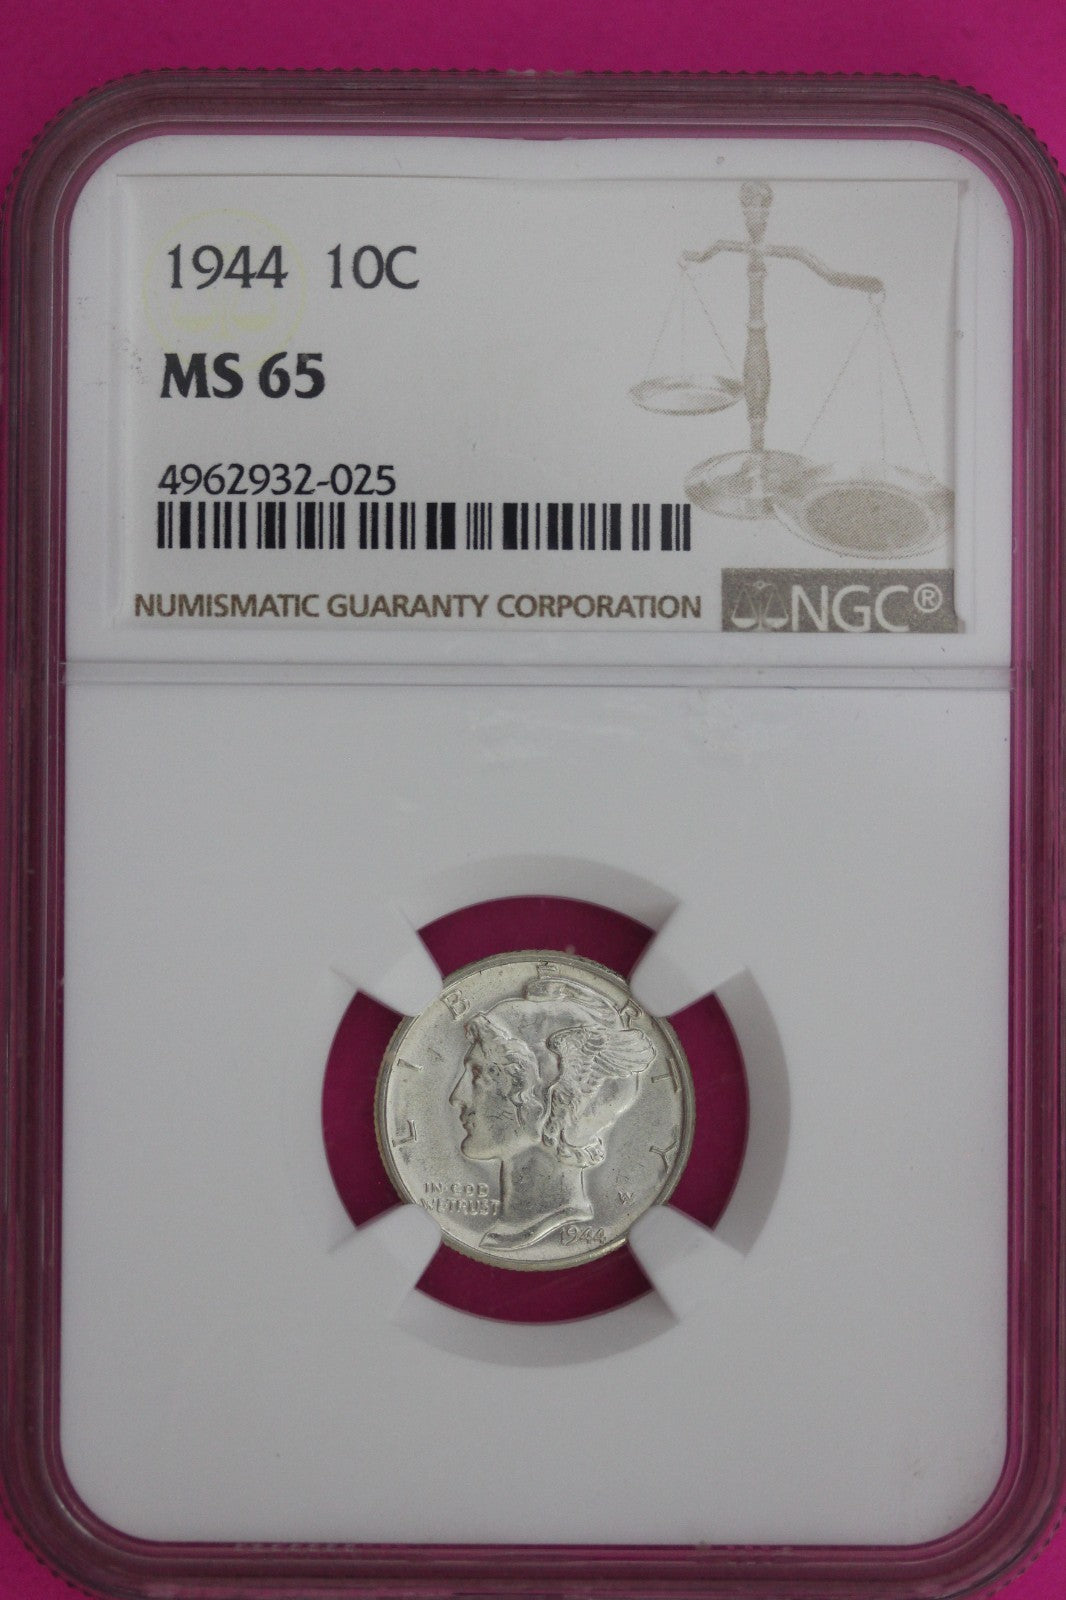 1944 10C
MS 65
4962932-025
NUMISMATIC GUARANTY CORPORATION
NGC®
LIBERTY
IN·GOD
WE·TRUST
W
1944